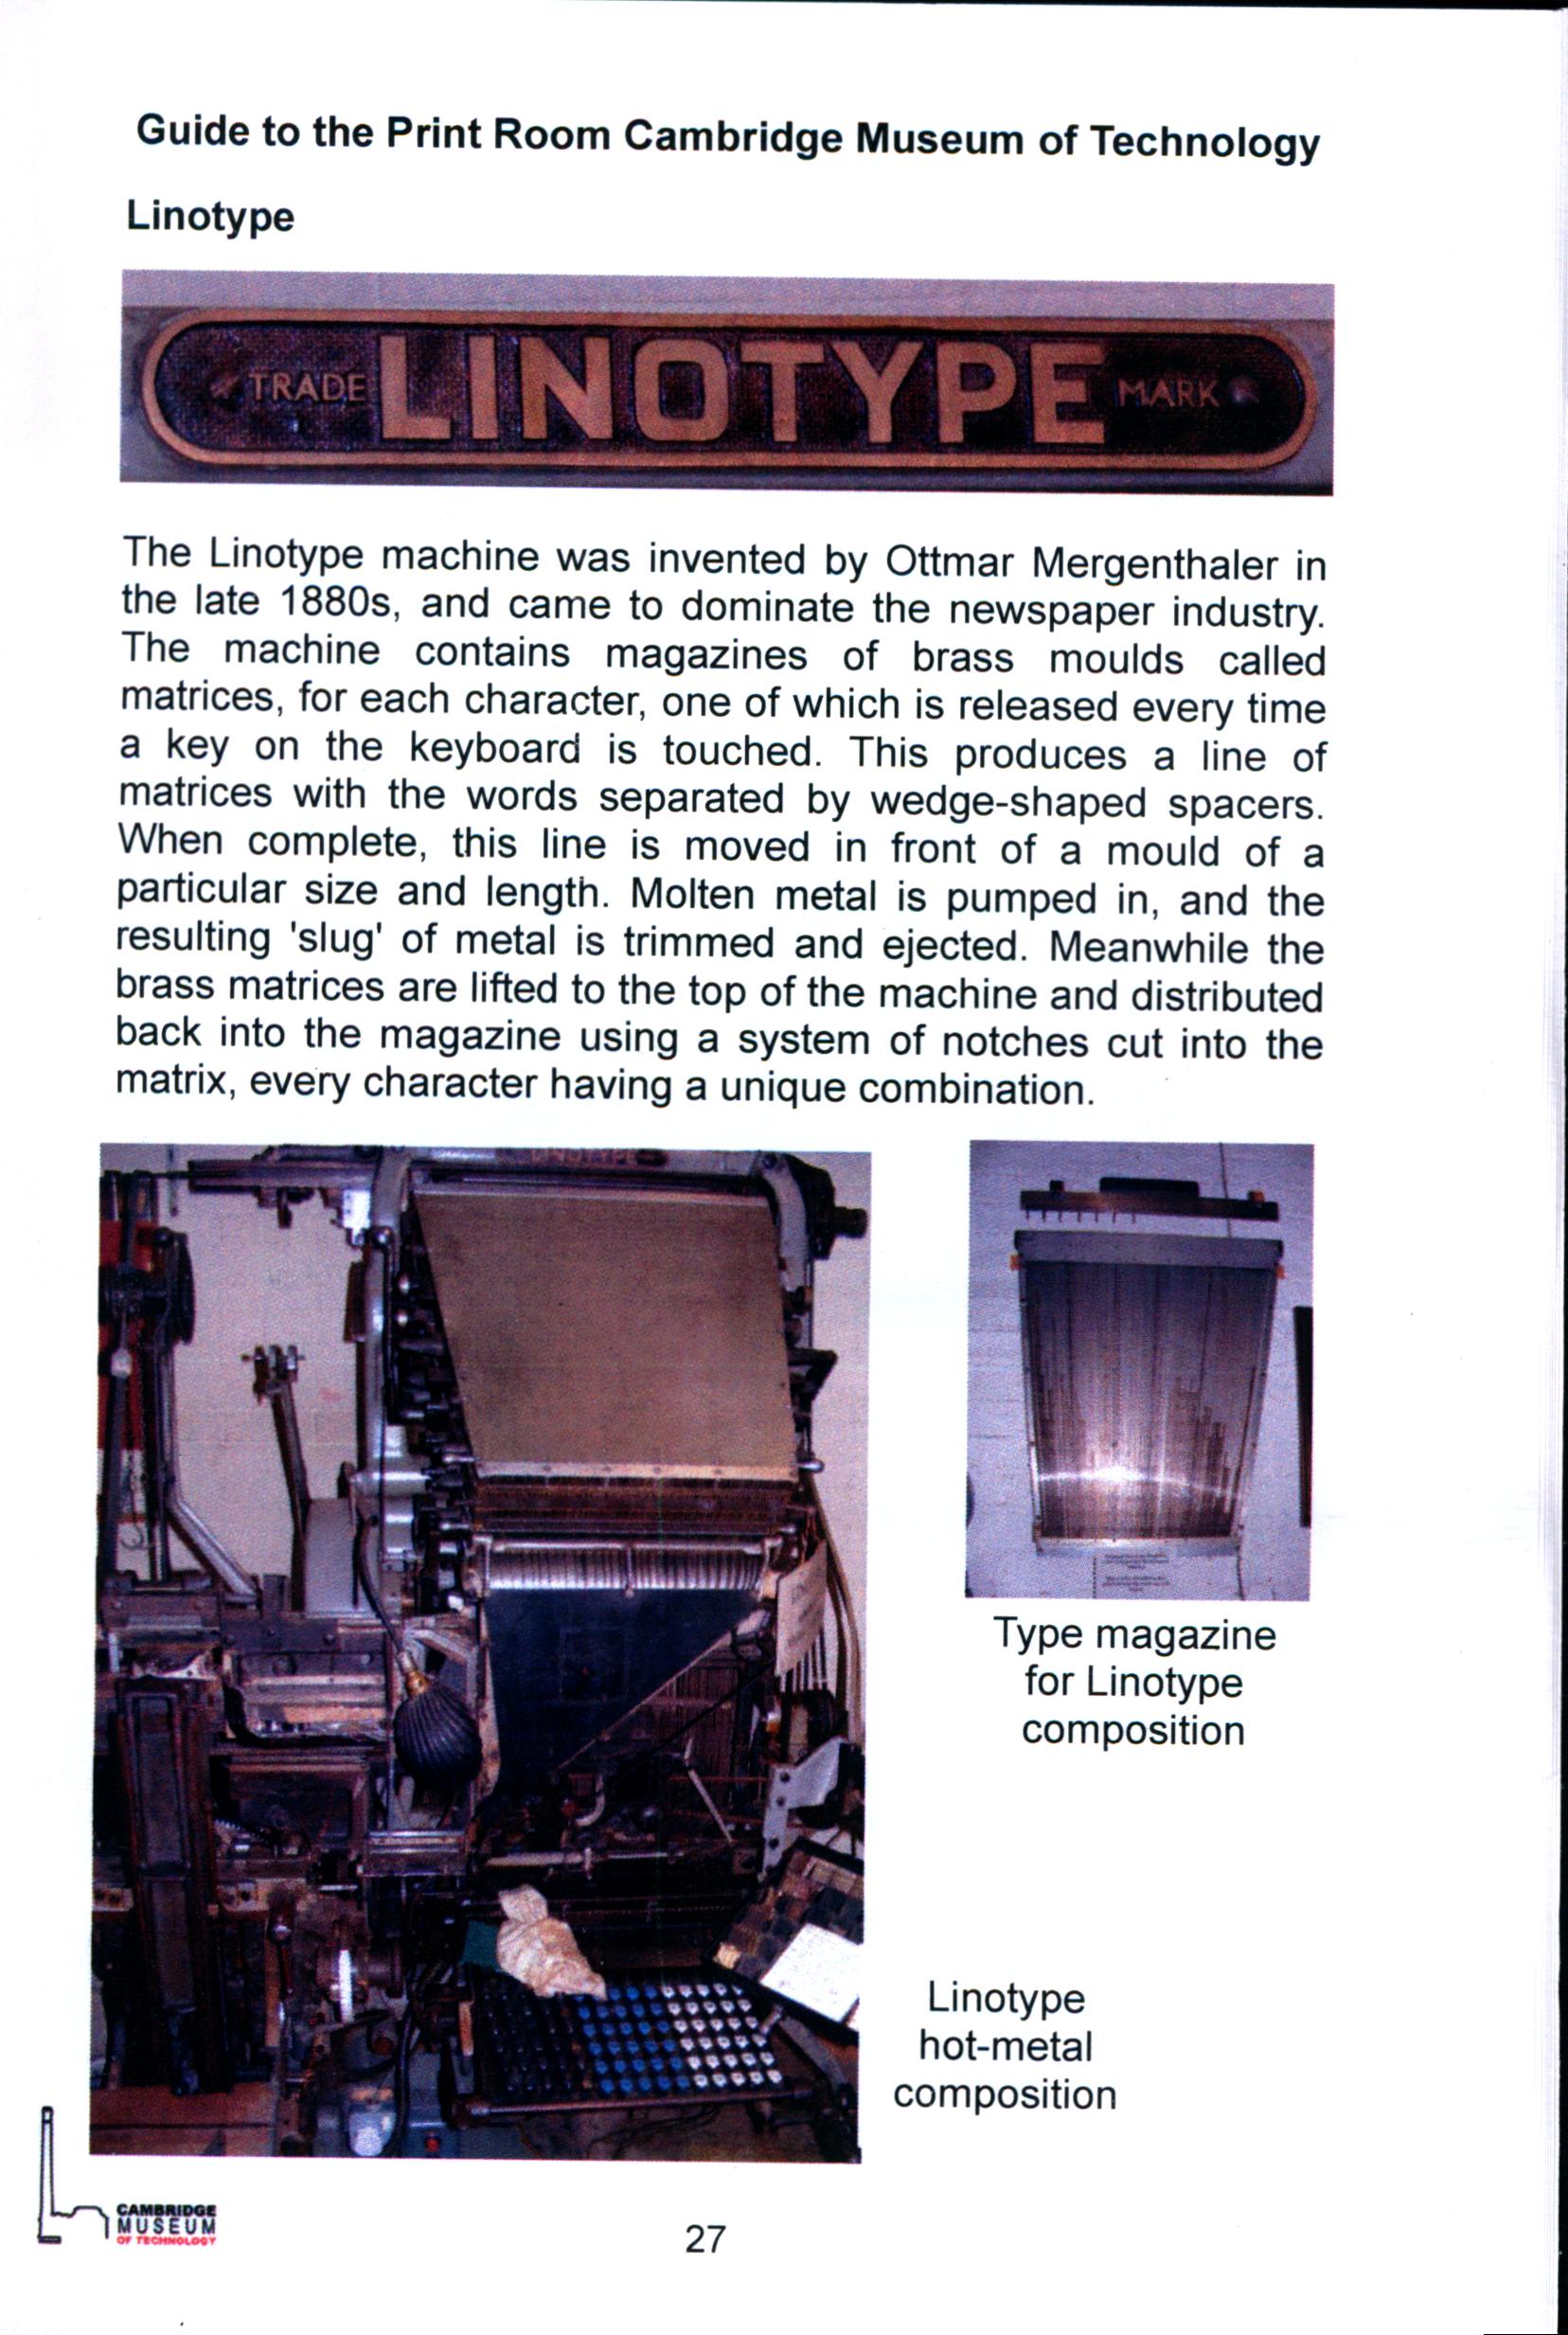 Guide to the Print Room Cambridge Museum of Technology
Linotype
TRADE LINOTYPE MARK
The Linotype machine was invented by Ottmar Mergenthaler in
the late 1880s, and came to dominate the newspaper industry.
The machine contains magazines of brass moulds called
matrices, for each character, one of which is released every time
a key on the keyboard is touched. This produces a line of
matrices with the words separated by wedge-shaped spacers.
When complete, this line is moved in front of a mould of a
particular size and length. Molten metal is pumped in, and the
resulting 'slug' of metal is trimmed and ejected. Meanwhile the
brass matrices are lifted to the top of the machine and distributed
back into the magazine using a system of notches cut into the
matrix, every character having a unique combination.
LINOTYPE
Type magazine
for Linotype
composition
Linotype
hot-metal
composition
CAMBRIDGE
MUSEUM
OF TECHNOLOGY
27